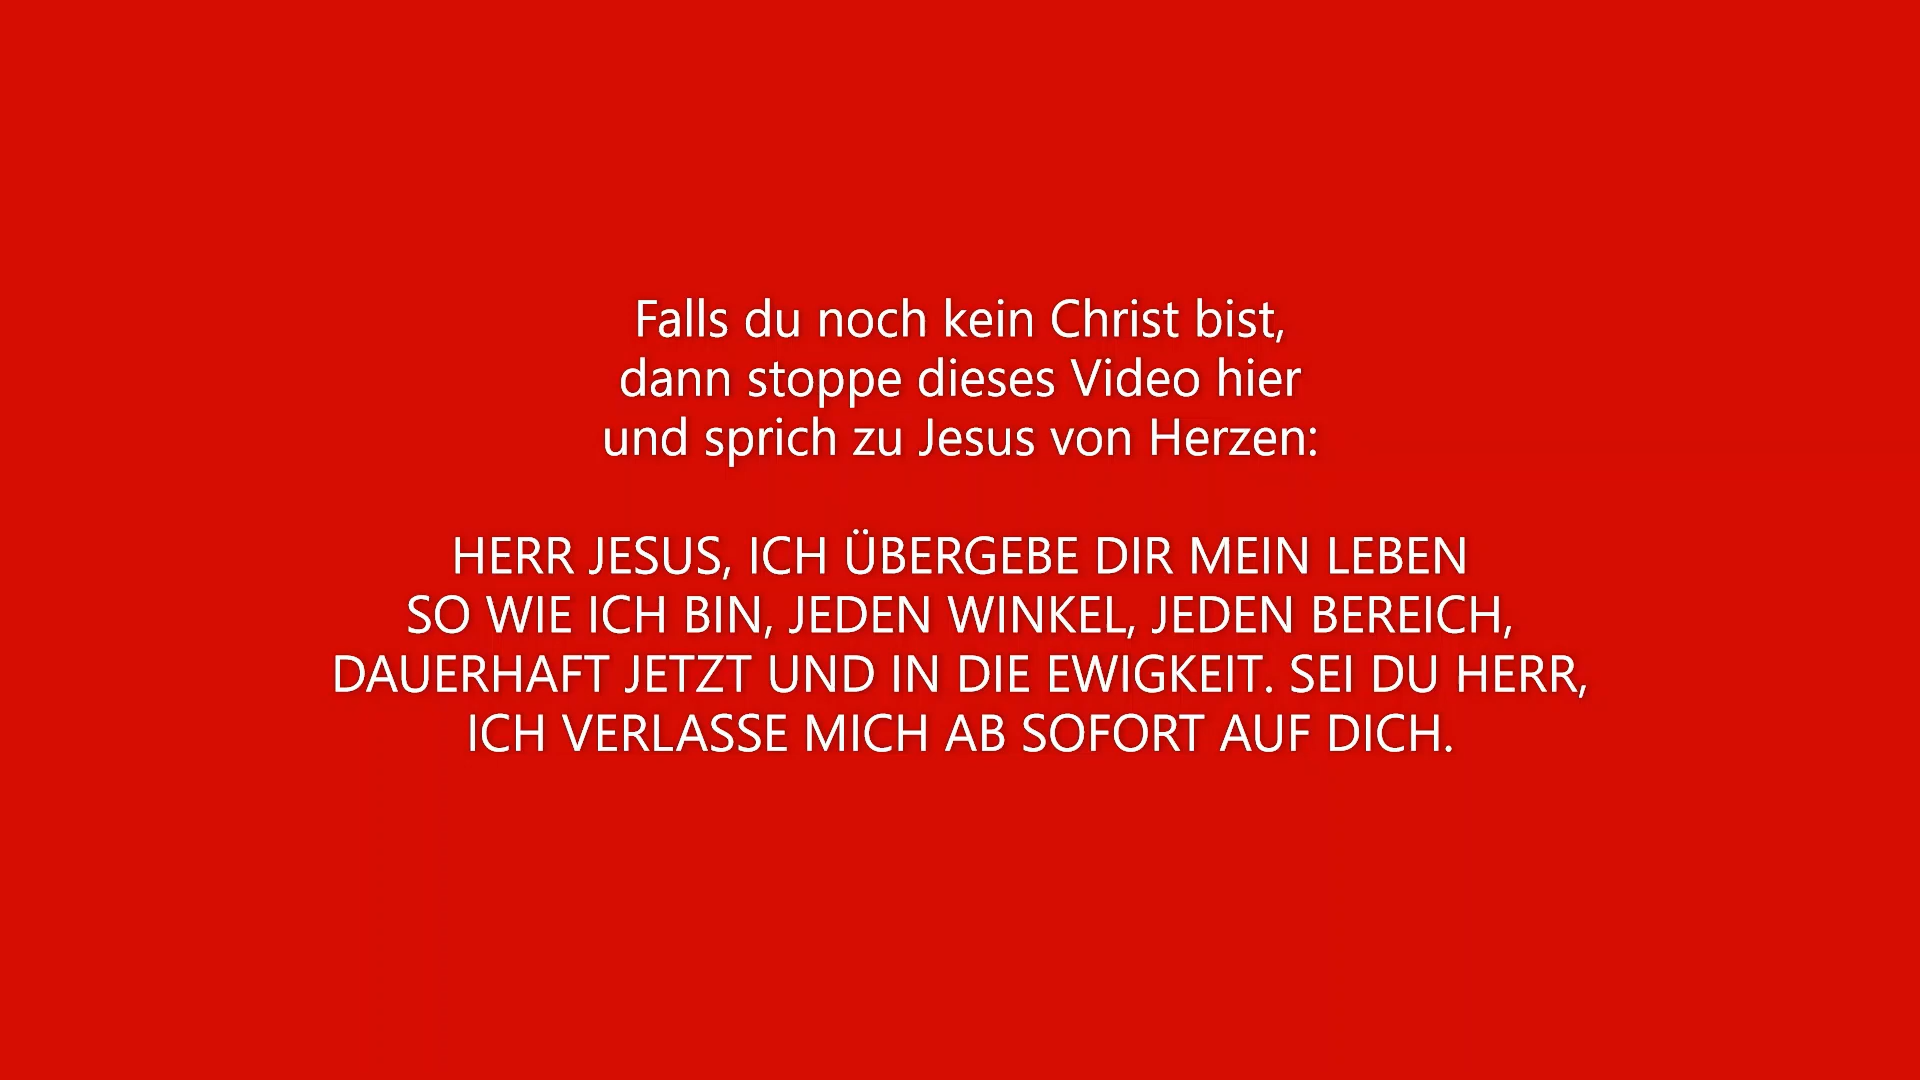 Falls du noch kein Christ bist,
dann stoppe dieses Video hier
und sprich zu Jesus von Herzen:
HERR JESUS, ICH ÜBERGEBE DIR MEIN LEBEN
SO WIE ICH BIN, JEDEN WINKEL, JEDEN BEREICH,
DAUERHAFT JETZT UND IN DIE EWIGKEIT. SEI DU HERR,
ICH VERLASSE MICH AB SOFORT AUF DICH.